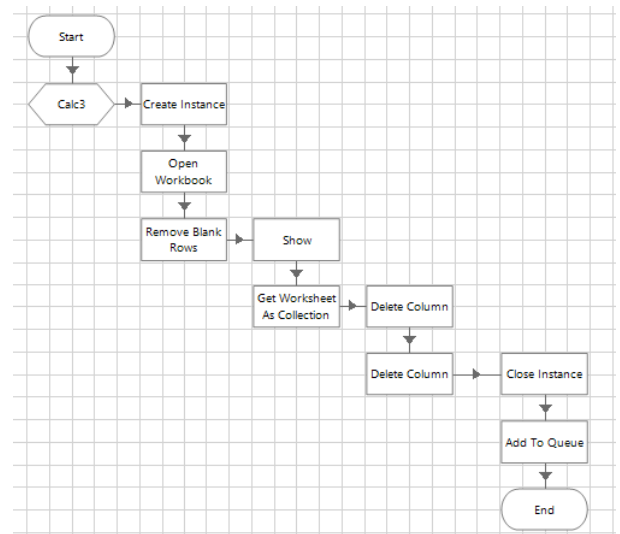 Start
Calc3
Create Instance
Open
Workbook
Remove Blank
Rows
Show
Get Worksheet
As Collection
Delete Column
Delete Column
Close Instance
Add To Queue
End